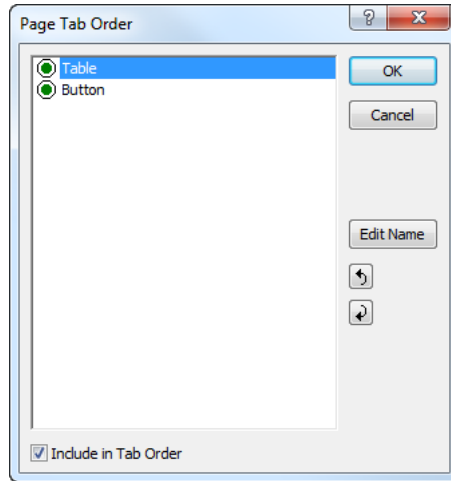 Page Tab Order
Table
Button
OK
Cancel
Edit Name
Include in Tab Order